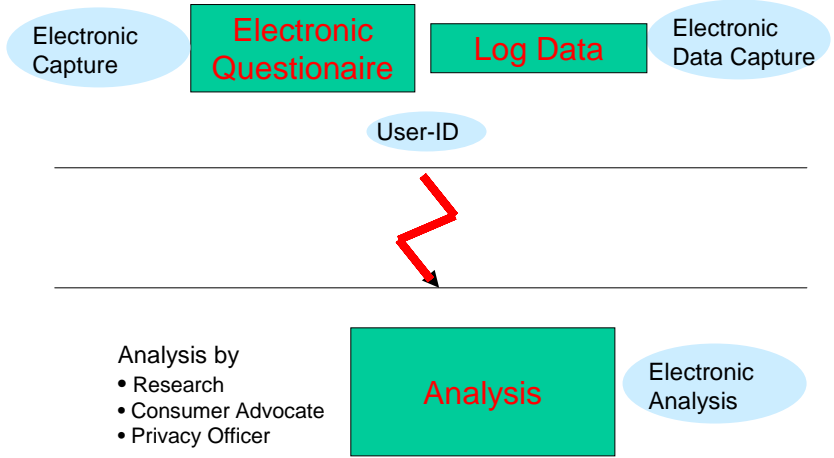 Electronic
Capture
Electronic
Questionaire
Log Data
Electronic
Data Capture
User-ID
Analysis by
• Research
• Consumer Advocate
• Privacy Officer
Analysis
Electronic
Analysis